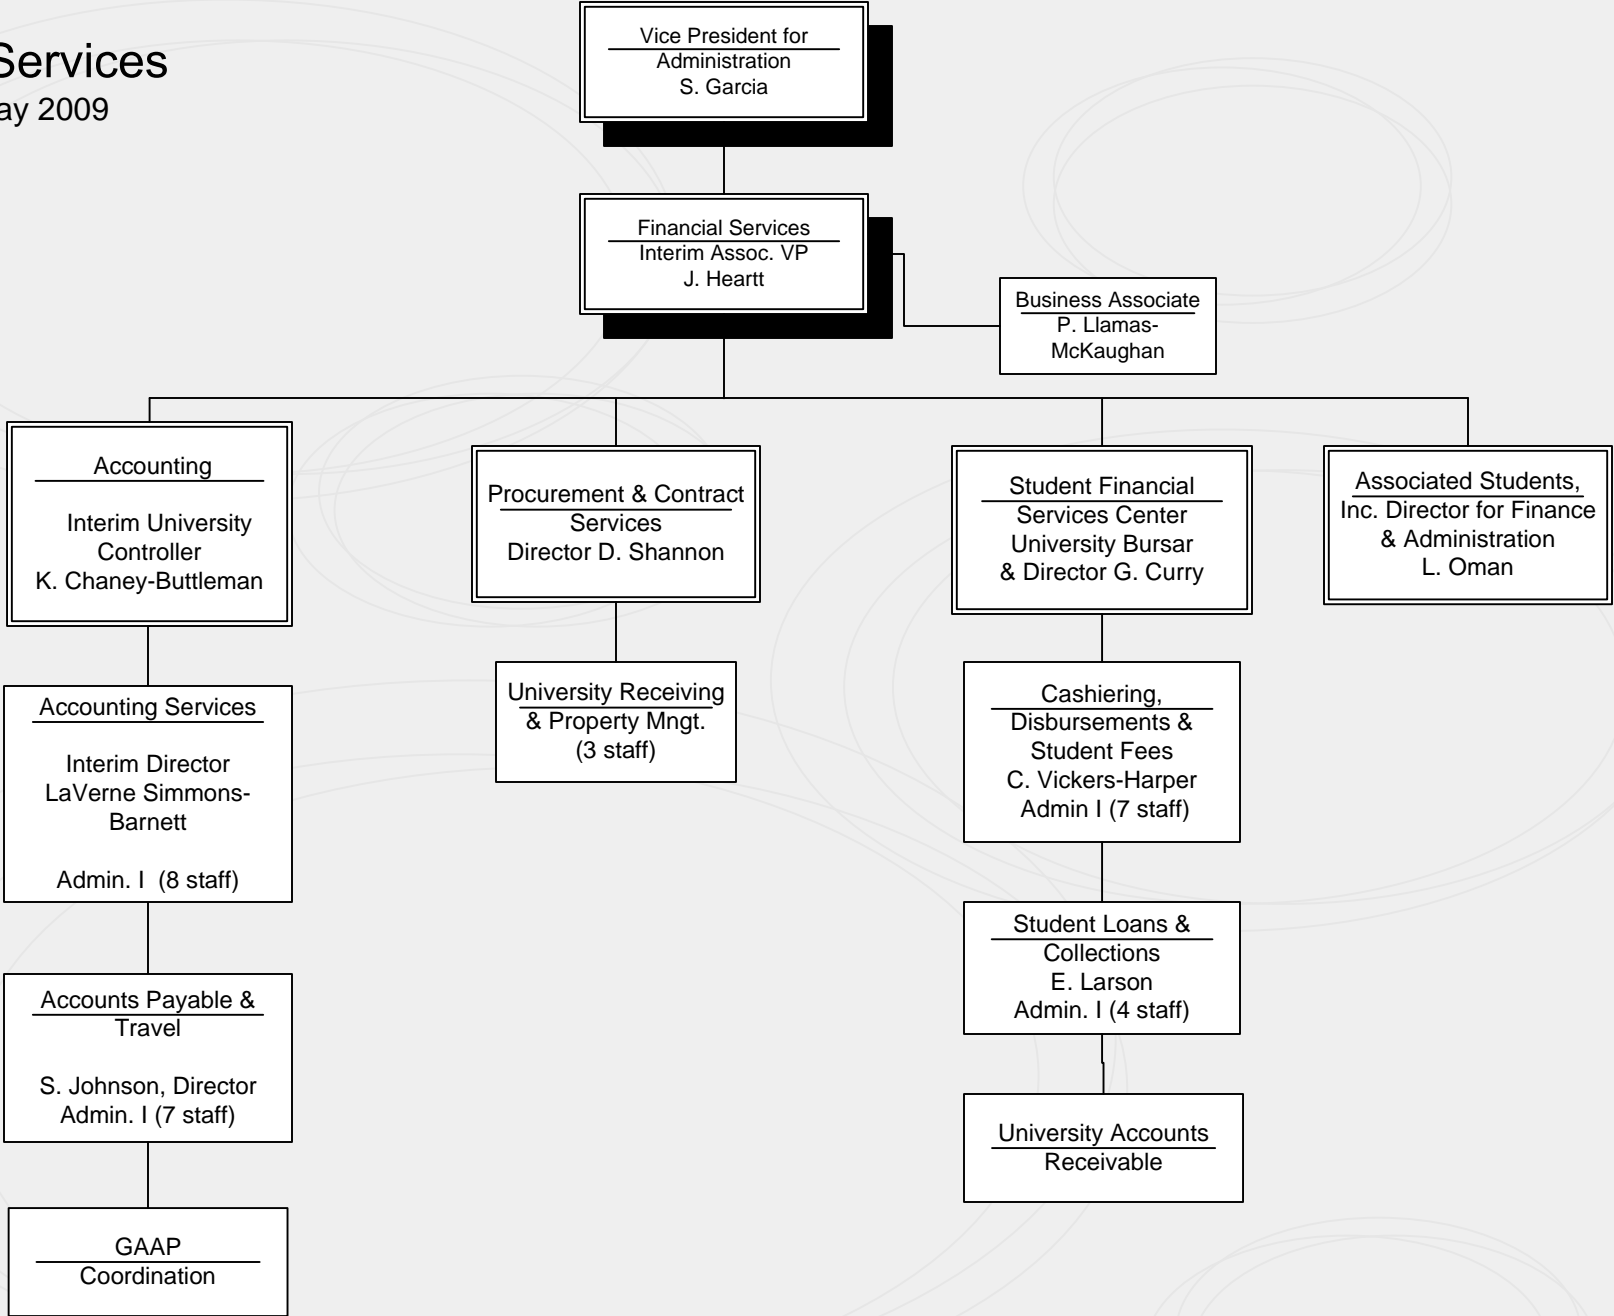 Services
ay 2009
Vice President for
Administration
S. Garcia
Financial Services
Interim Assoc. VP
J. Heartt
Business Associate
P. Llamas-
McKaughan
Accounting
Interim University
Controller
K. Chaney-Buttleman
Procurement & Contract
Services
Director D. Shannon
Student Financial
Services Center
University Bursar
& Director G. Curry
Associated Students,
Inc. Director for Finance
& Administration
L. Oman
Accounting Services
Interim Director
LaVerne Simmons-
Barnett
Admin. I  (8 staff)
University Receiving
& Property Mngt.
(3 staff)
Cashiering,
Disbursements &
Student Fees
C. Vickers-Harper
Admin I (7 staff)
Accounts Payable &
Travel
S. Johnson, Director
Admin. I (7 staff)
Student Loans &
Collections
E. Larson
Admin. I (4 staff)
University Accounts
Receivable
GAAP
Coordination